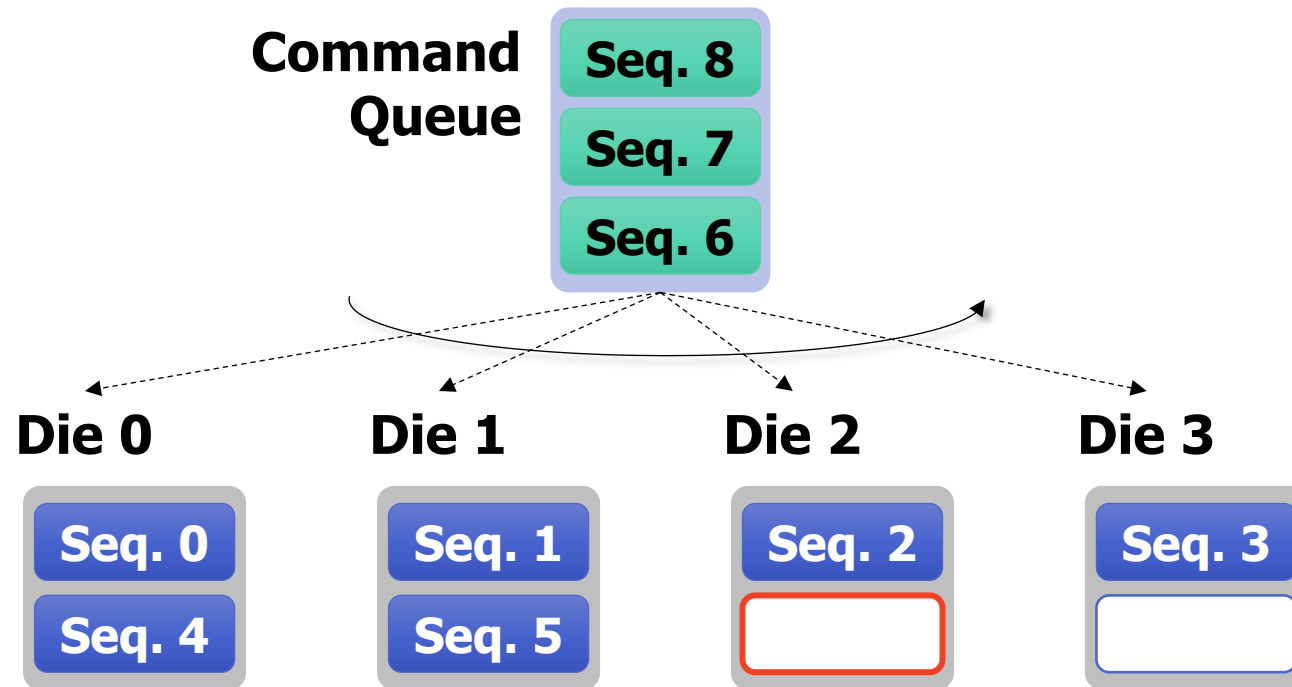 Command
Queue
Seq. 8
Seq. 7
Seq. 6
Die 0
Die 1
Die 2
Die 3
Seq. 0
Seq. 1
Seq. 2
Seq. 3
Seq. 4
Seq. 5